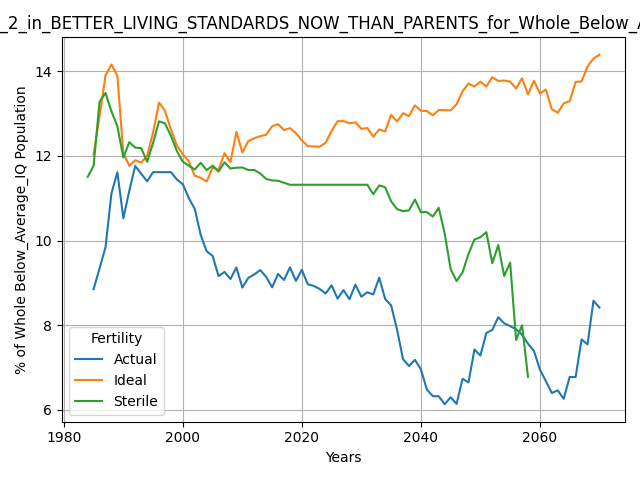 _2_in_BETTER_LIVING_STANDARDS_NOW_THAN_PARENTS_for_Whole_Below_A
% of Whole Below_Average_IQ Population
14
12
10
8
6
Fertility
Actual
Ideal
Sterile
1980
2000
2020
2040
2060
Years